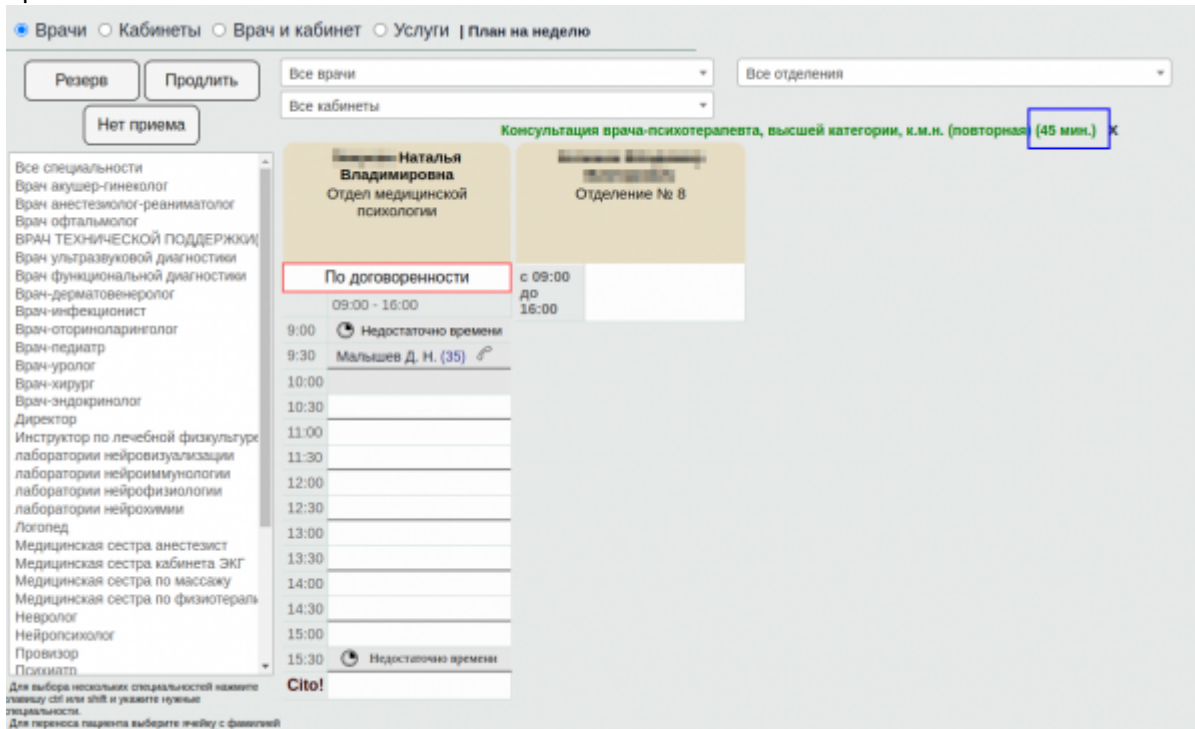 Врачи Кабинеты Врач и кабинет Услуги | План на неделю
Резерв Продлить
Нет приема
Все врачи
Все отделения
Все кабинеты
Консультация врача-психотерапевта, высшей категории, к.м.н. (повторная) (45 мин.) X
Все специальности
Врач акушер-гинеколог
Врач анестезиолог-реаниматолог
Врач офтальмолог
ВРАЧ ТЕХНИЧЕСКОЙ ПОДДЕРЖКИ(
Врач ультразвуковой диагностики
Врач функциональной диагностики
Врач-дерматовенеролог
Врач-инфекционист
Врач-оториноларинголог
Врач-педиатр
Врач-уролог
Врач-хирург
Врач-эндокринолог
Директор
Инструктор по лечебной физкультуре
лаборатории нейровизуализации
лаборатории нейроиммунологии
лаборатории нейрофизиологии
лаборатории нейрохимии
Логопед
Медицинская сестра анестезист
Медицинская сестра кабинета ЭКГ
Медицинская сестра по массажу
Медицинская сестра по физиотерапь
Невролог
Нейропсихолог
Провизор
Психиатр
Для выбора нескольких специальностей нажмите
клавишу ctrl или shift и укажите нужные
специальности.
Для переноса пациента выберите ячейку с фамилией
Наталья
Владимировна
Отдел медицинской
психологии
По договоренности
09:00 - 16:00
9:00 Недостаточно времени
9:30 Малышев Д. Н. (35)
10:00
10:30
11:00
11:30
12:00
12:30
13:00
13:30
14:00
14:30
15:00
15:30 Недостаточно времени
Cito!
Отделение № 8
с 09:00
до
16:00